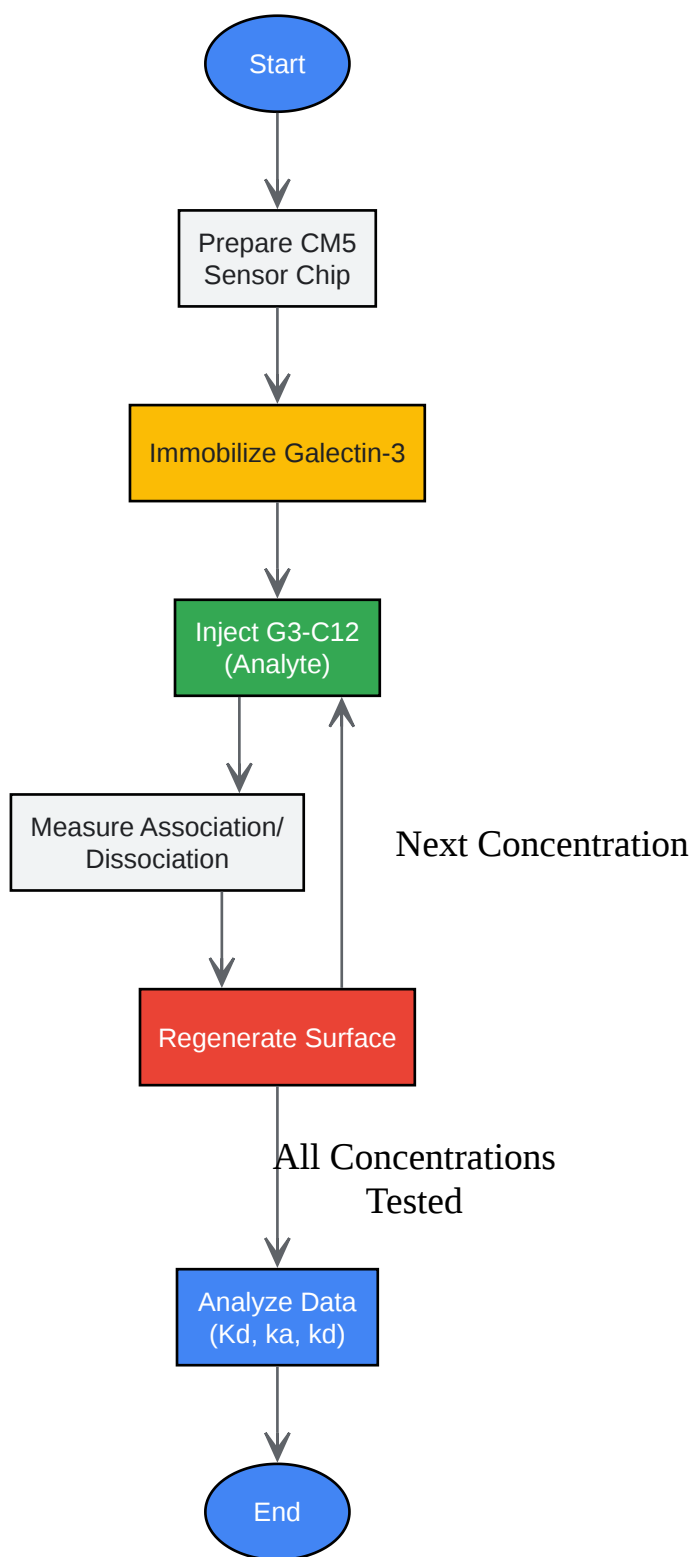 Start
Prepare CM5
Sensor Chip
Immobilize Galectin-3
Inject G3-C12
(Analyte)
Measure Association/
Dissociation
Next Concentration
Regenerate Surface
All Concentrations
Tested
Analyze Data
(Kd, ka, kd)
End